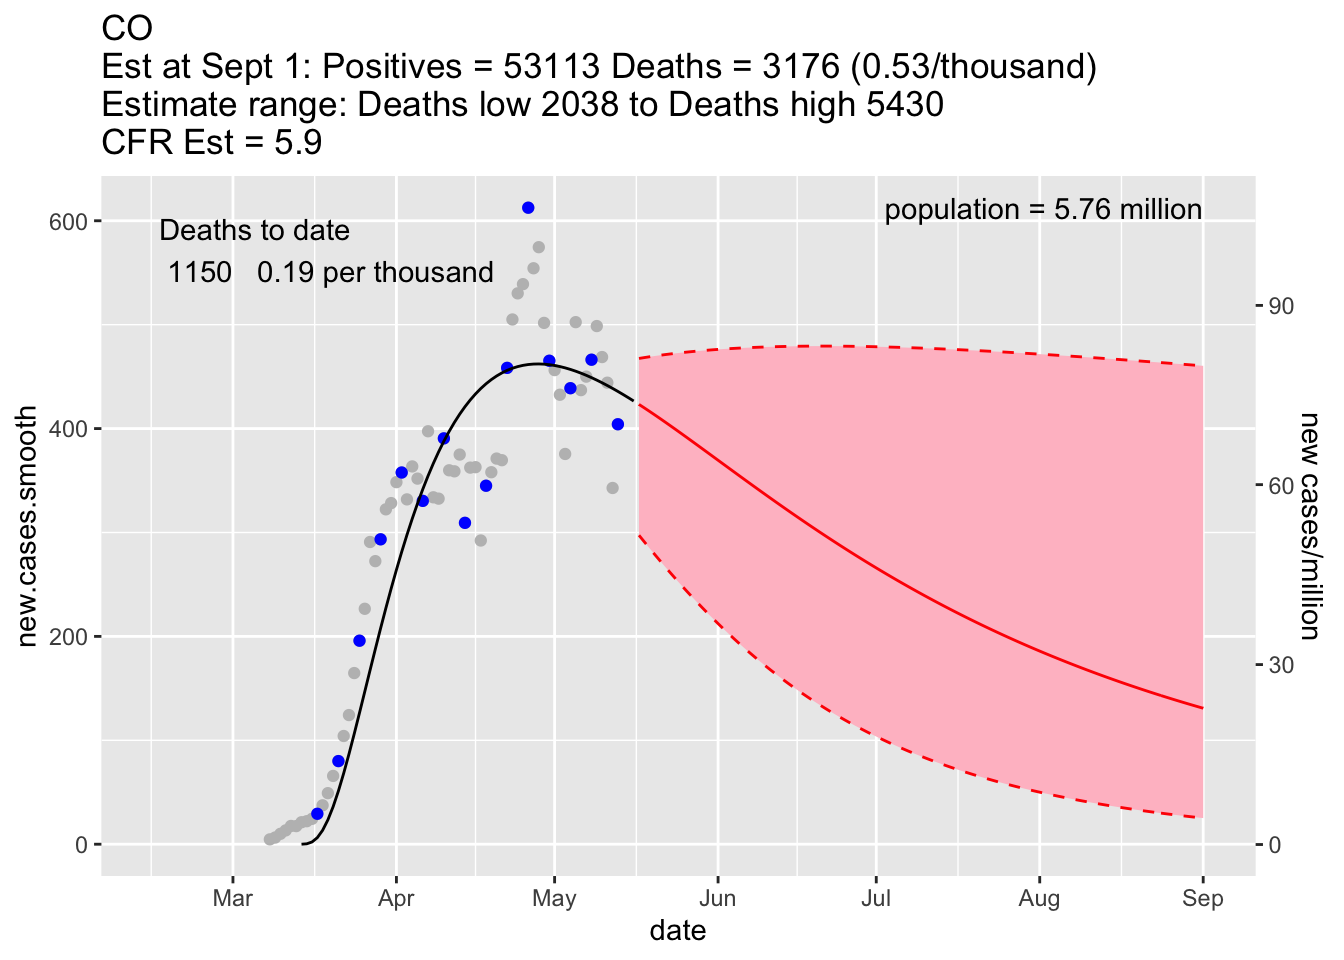 CO
Est at Sept 1: Positives = 53113 Deaths = 3176 (0.53/thousand)
Estimate range: Deaths low 2038 to Deaths high 5430
CFR Est = 5.9
population = 5.76 million
Deaths to date
1150 0.19 per thousand
new.cases.smooth
600
400
200
0
90
60
30
0
new cases/million
Mar Apr May Jun Jul Aug Sep
date